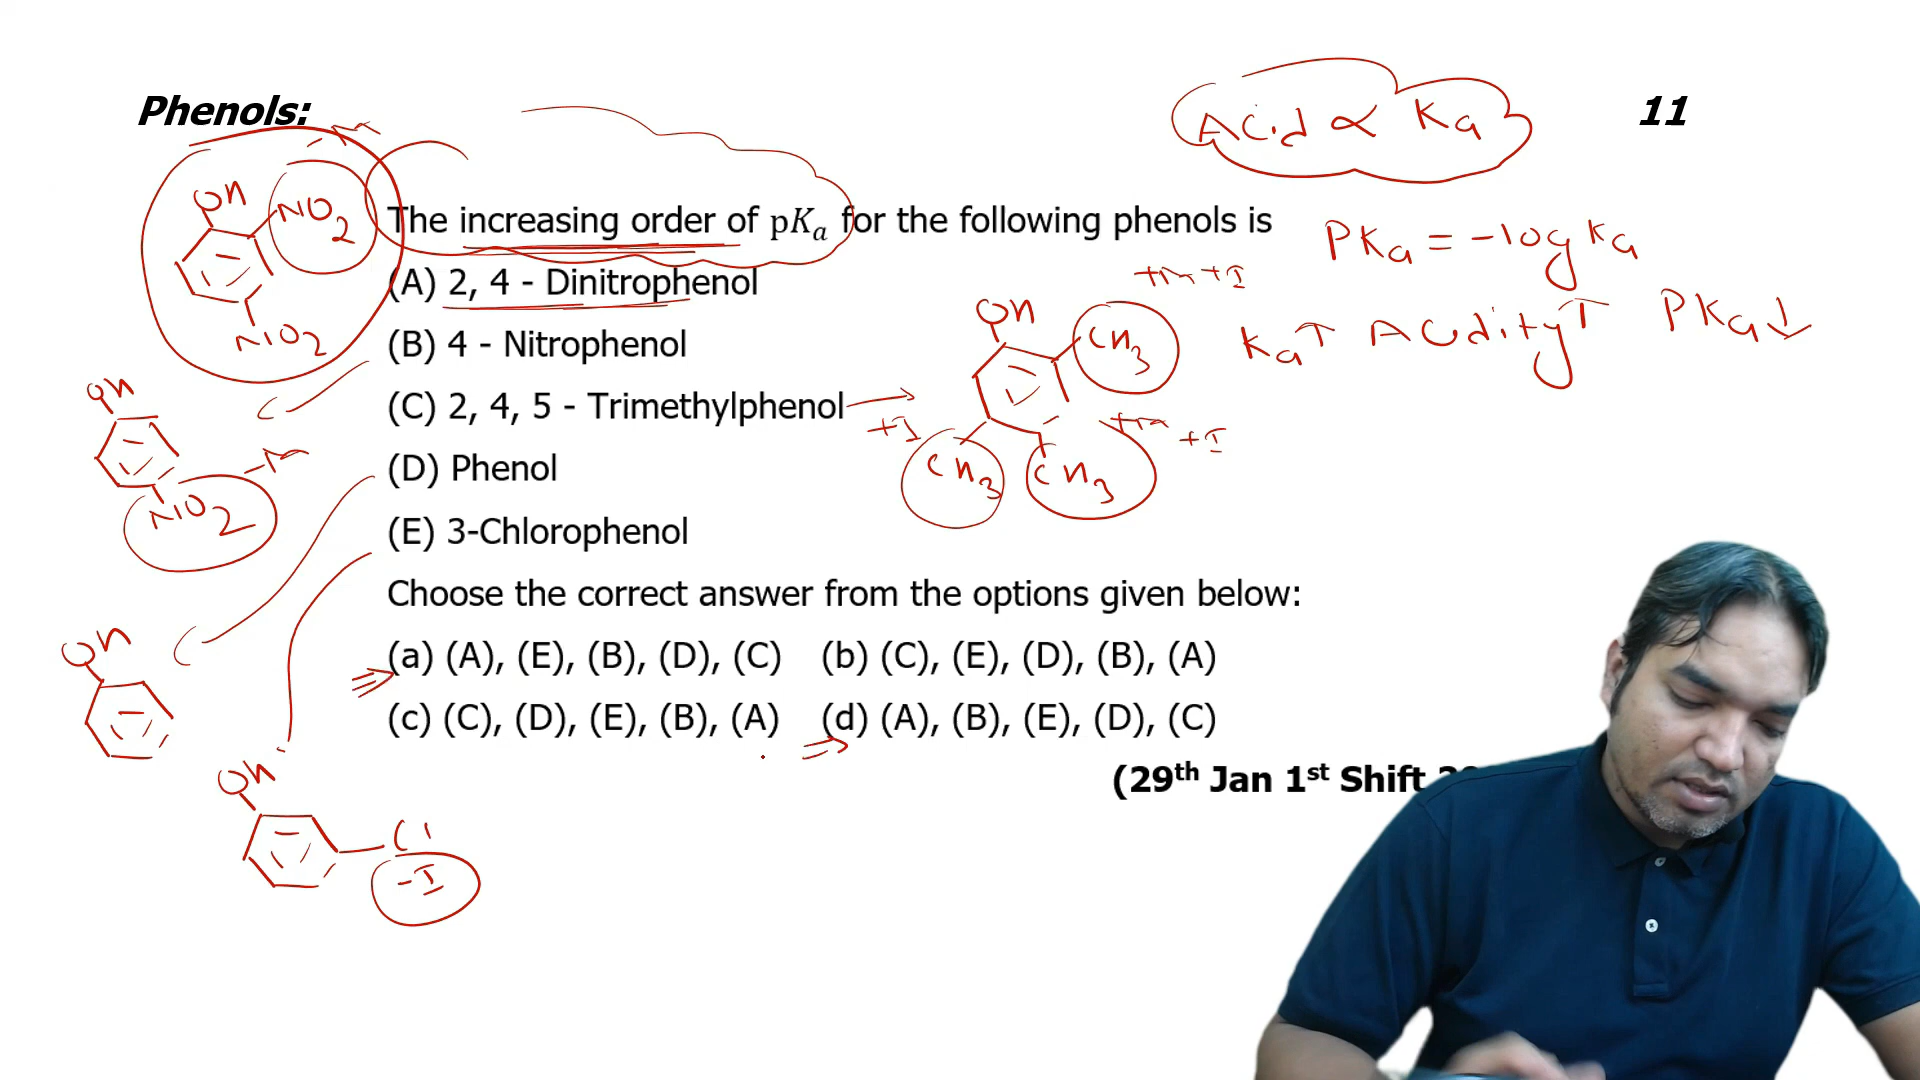 Phenols:
11
Acid ∝ Ka
The increasing order of pKₐ for the following phenols is
PKa = -log Ka
(A) 2, 4 - Dinitrophenol
Ka↑ Acidity↑ PKa↓
(B) 4 - Nitrophenol
(C) 2, 4, 5 - Trimethylphenol
(D) Phenol
(E) 3-Chlorophenol
Choose the correct answer from the options given below:
(a) (A), (E), (B), (D), (C) (b) (C), (E), (D), (B), (A)
(c) (C), (D), (E), (B), (A) (d) (A), (B), (E), (D), (C)
(29th Jan 1st Shift
-M
OH
NO2
NO2
OH
-M
NO2
OH
OH
Cl
-I
+M +I
OH
CH3
+I
+M +I
CH3
CH3